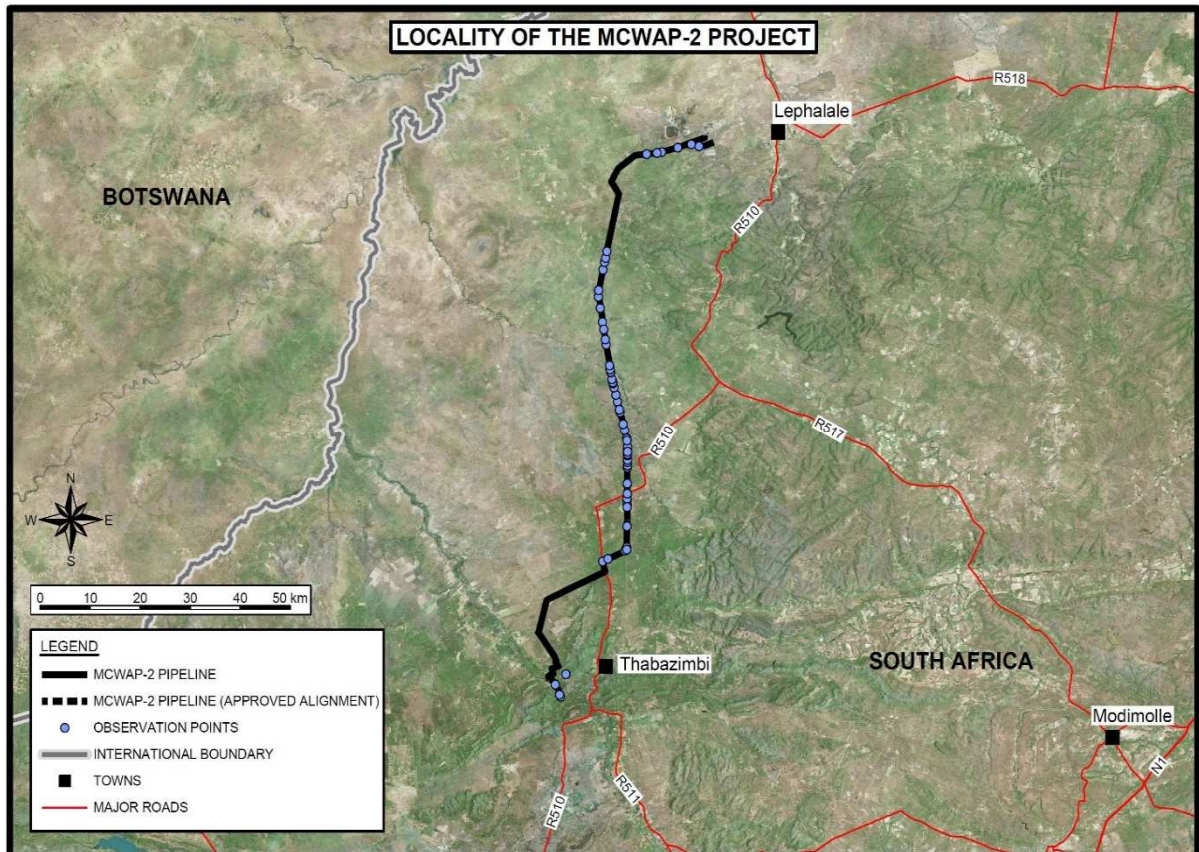 LOCALITY OF THE MCWAP-2 PROJECT
R518
Lephalale
BOTSWANA
R510
R510
R517
N
W E
S
0 10 20 30 40 50 km
LEGEND
MCWAP-2 PIPELINE
MCWAP-2 PIPELINE (APPROVED ALIGNMENT)
OBSERVATION POINTS
INTERNATIONAL BOUNDARY
TOWNS
MAJOR ROADS
Thabazimbi
SOUTH AFRICA
Modimolle
N1
R510
R511